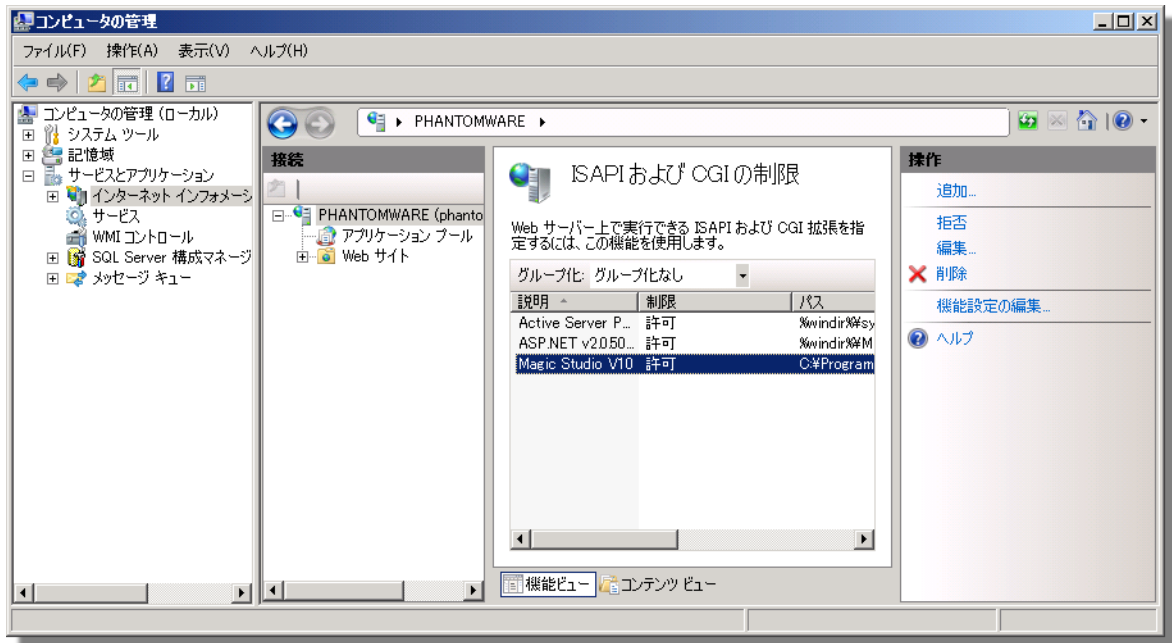 コンピュータの管理
ファイル(F) 操作(A) 表示(V) ヘルプ(H)
コンピュータの管理 (ローカル)
システム ツール
記憶域
サービスとアプリケーション
インターネット インフォメーシ
サービス
WMI コントロール
SQL Server 構成マネージ
メッセージ キュー
PHANTOMWARE
接続
PHANTOMWARE (phanto
アプリケーション プール
Web サイト
ISAPI および CGI の制限
Web サーバー上で実行できる ISAPI および CGI 拡張を指
定するには、この機能を使用します。
グループ化: グループ化なし
説明 制限 パス
Active Server P... 許可 %windir%¥sy
ASP.NET v2.0.50... 許可 %windir%¥M
Magic Studio V10 許可 C:¥Program
機能ビュー コンテンツ ビュー
操作
追加...
拒否
編集...
削除
機能設定の編集...
ヘルプ